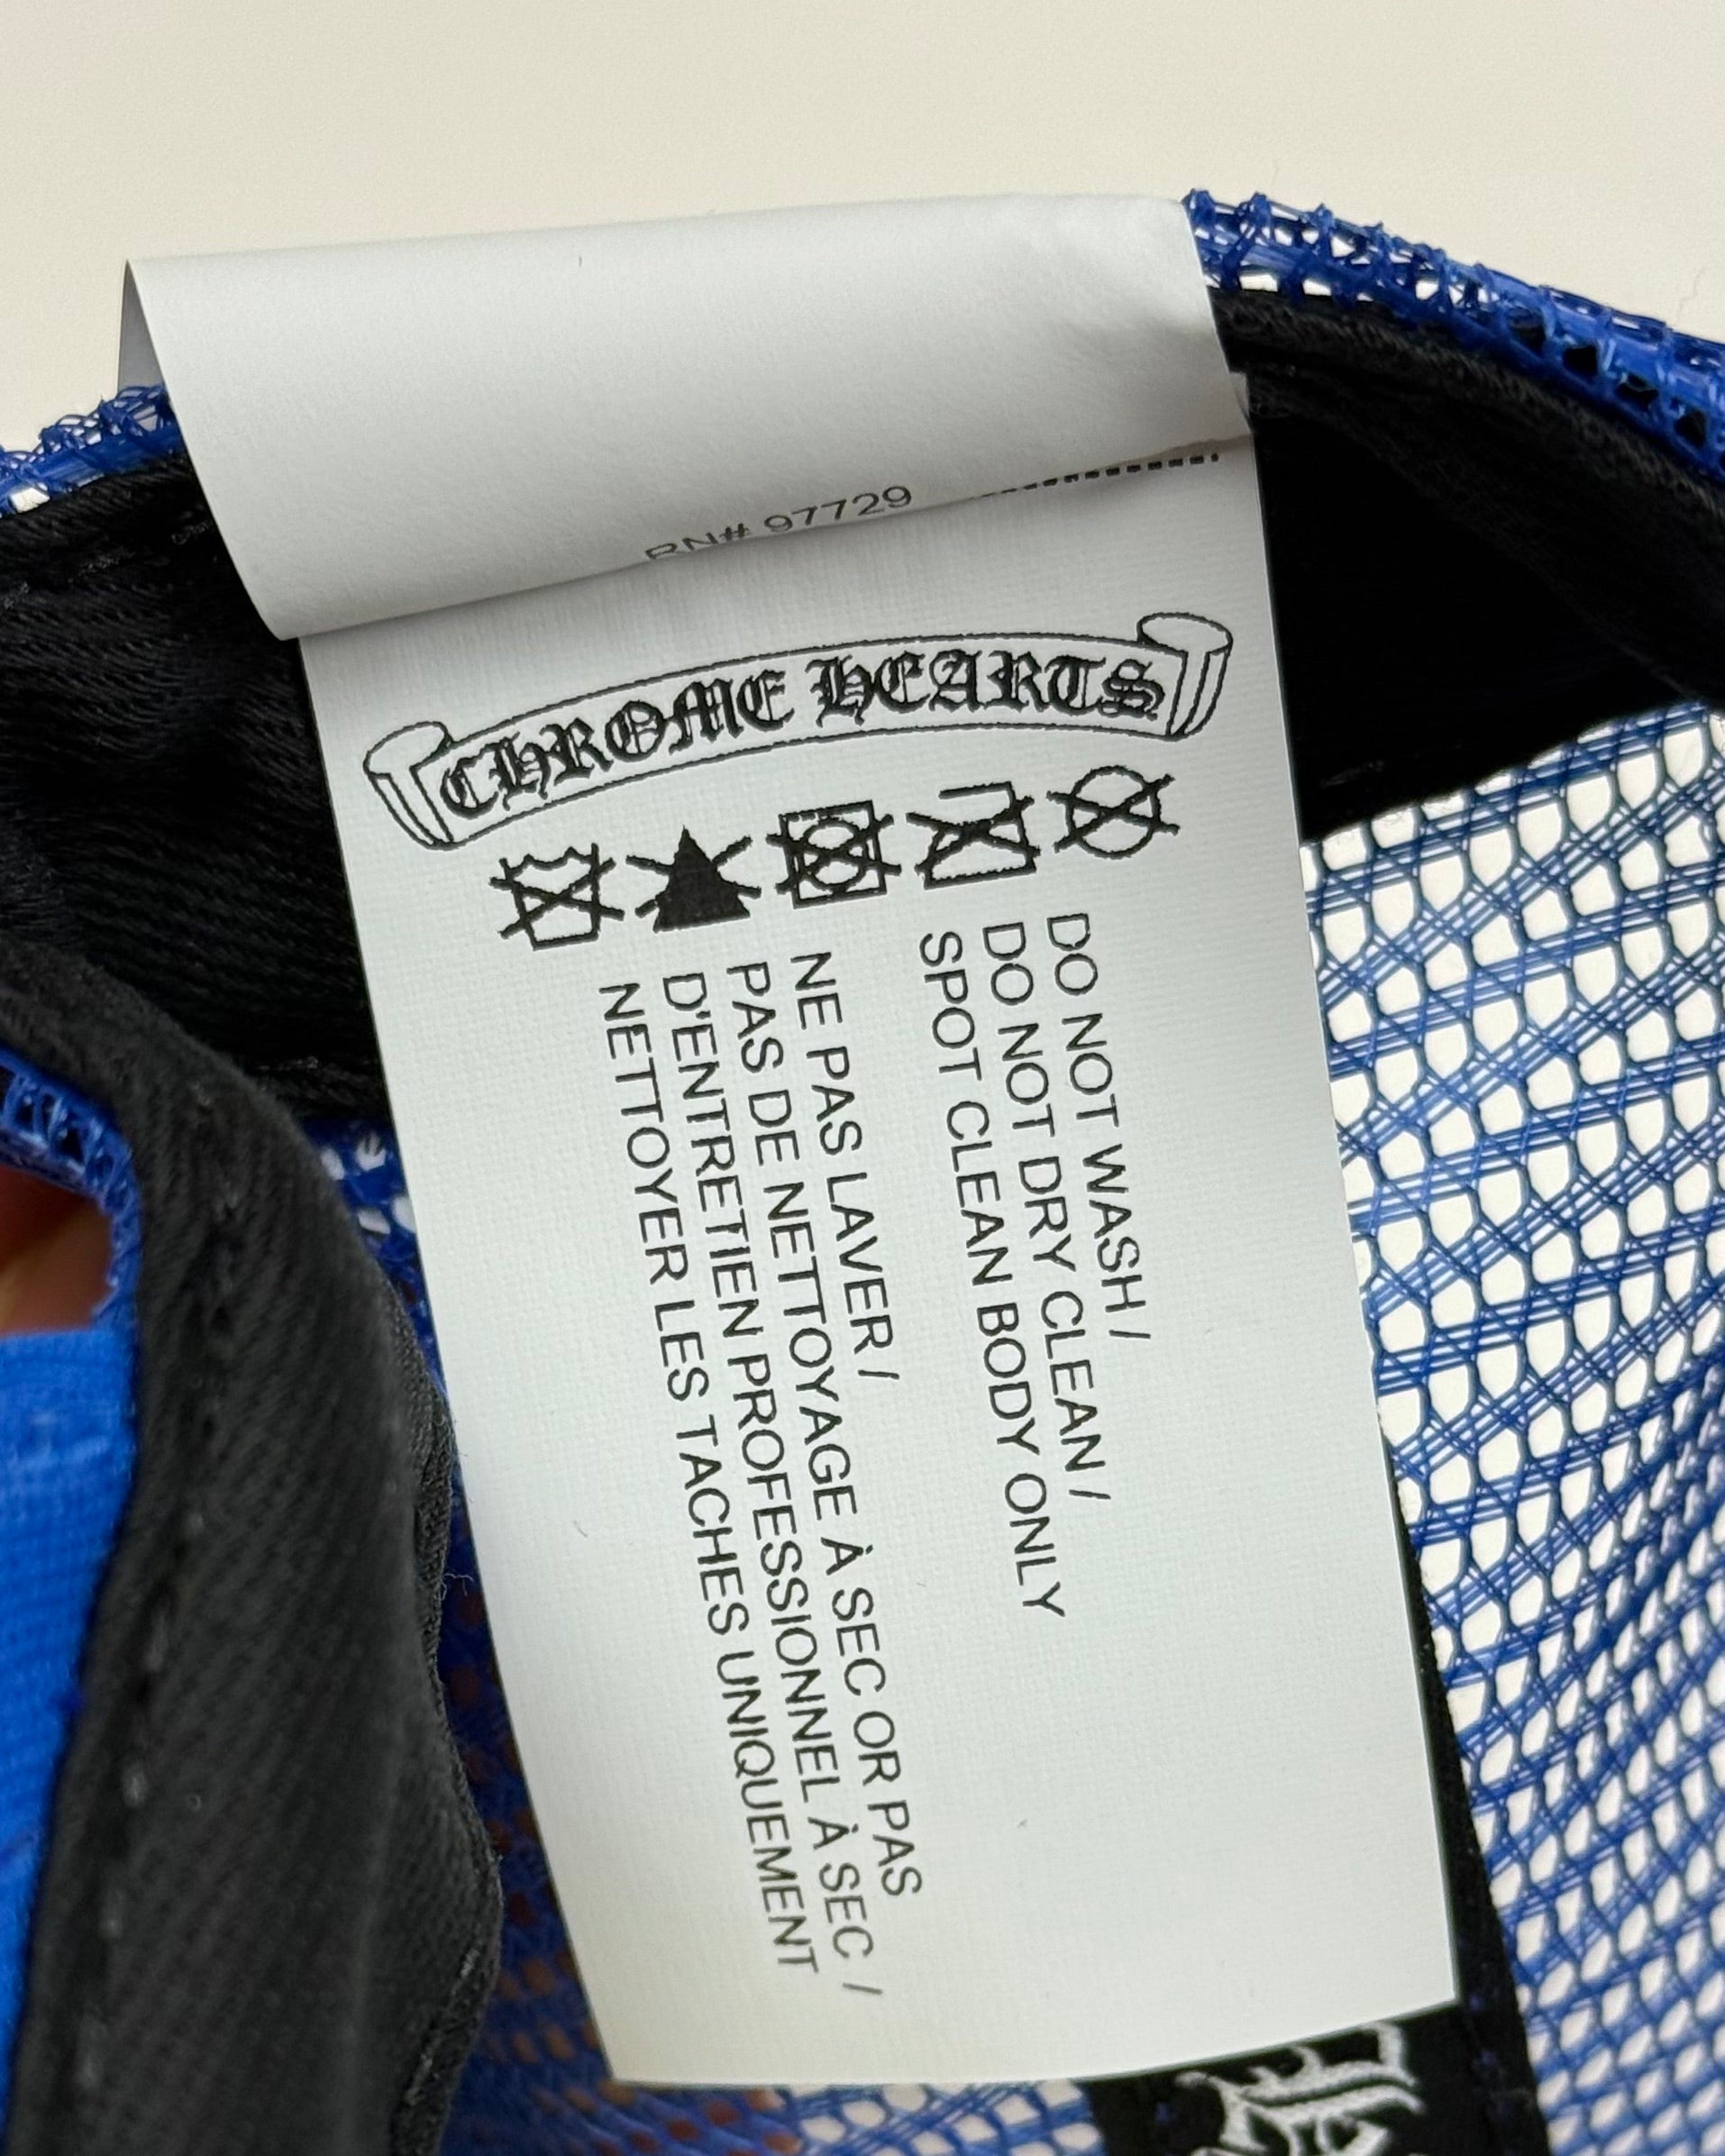 RN# 97729
CHROME HEARTS
DO NOT WASH /
DO NOT DRY CLEAN /
SPOT CLEAN BODY ONLY
NE PAS LAVER /
PAS DE NETTOYAGE À SEC OR PAS
D'ENTRETIEN PROFESSIONNEL À SEC /
NETTOYER LES TACHES UNIQUEMENT